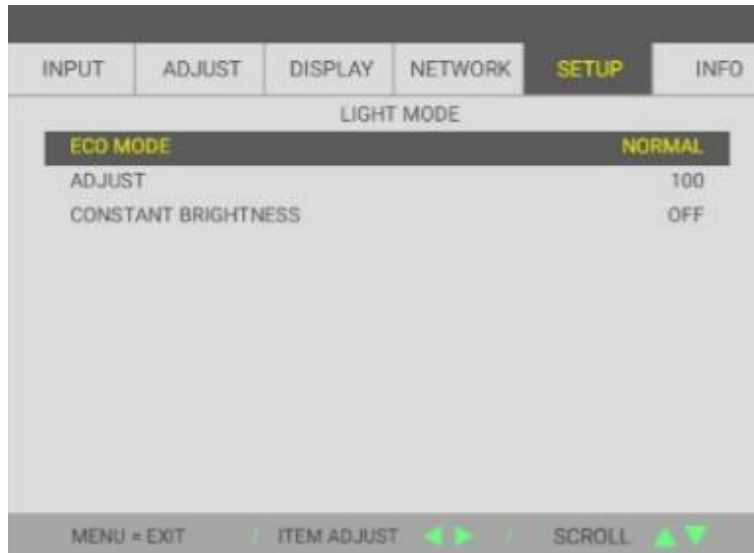 INPUT ADJUST DISPLAY NETWORK SETUP INFO
LIGHT MODE
ECO MODE NORMAL
ADJUST 100
CONSTANT BRIGHTNESS OFF
MENU = EXIT / ITEM ADJUST ◀ ▶ / SCROLL ▲ ▼